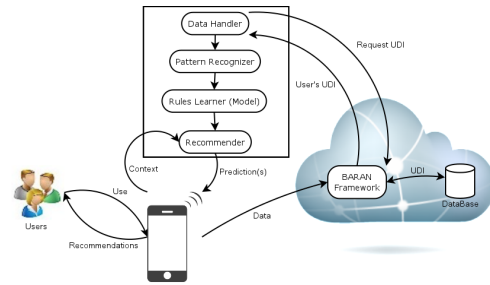 Data Handler
Pattern Recognizer
Rules Learner (Model)
Recommender
Request UDI
User's UDI
Context
Prediction(s)
Use
Users
Recommendations
Data
BARAN
Framework
UDI
DataBase